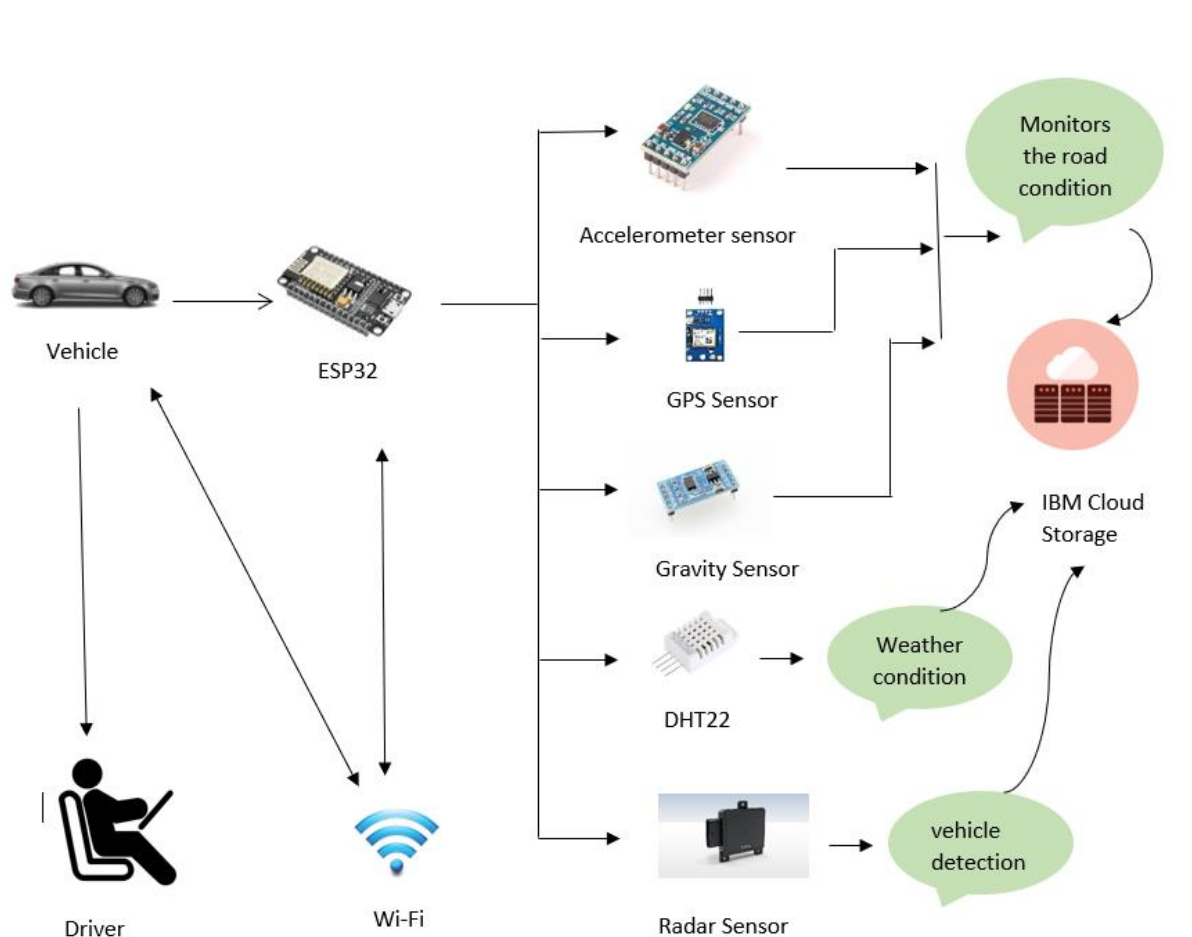 Monitors
the road
condition
Accelerometer sensor
Vehicle
ESP32
GPS Sensor
IBM Cloud
Storage
Gravity Sensor
Weather
condition
DHT22
vehicle
detection
Driver
Wi-Fi
Radar Sensor